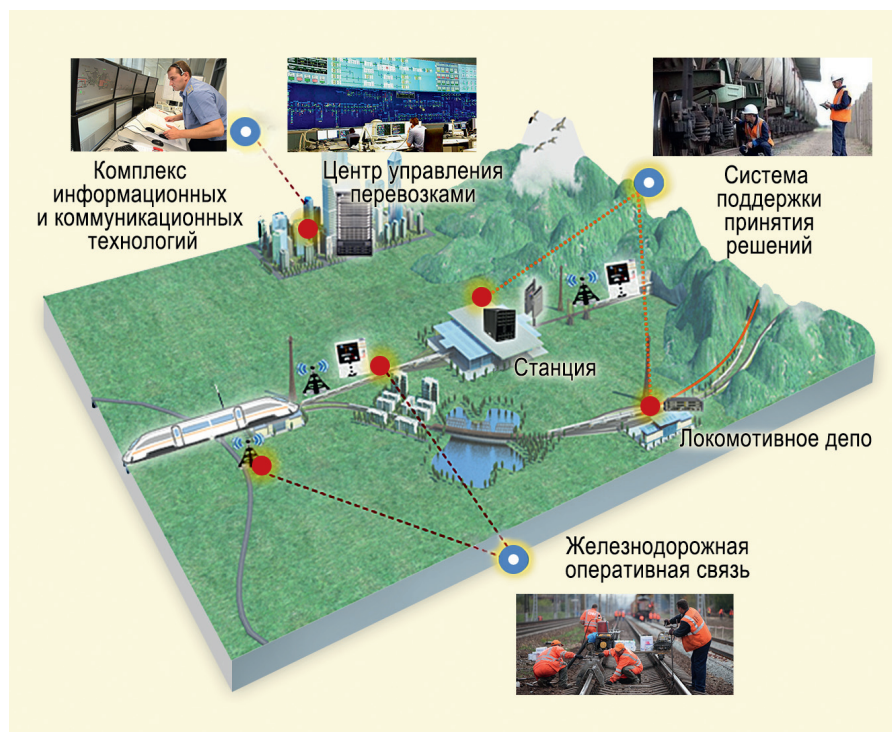 Комплекс
информационных
и коммуникационных
технологий
Центр управления
перевозками
Система
поддержки
принятия
решений
Станция
Локомотивное депо
Железнодорожная
оперативная связь